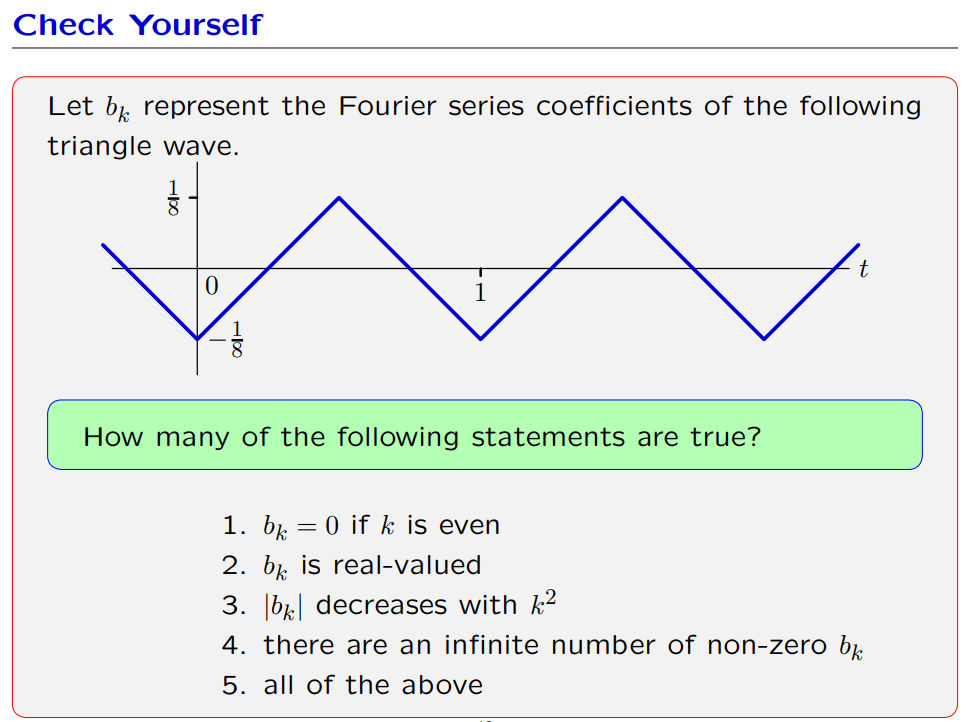 Check Yourself
Let b_k represent the Fourier series coefficients of the following
triangle wave.
1/8
0
1
t
−1/8
How many of the following statements are true?
1. b_k = 0 if k is even
2. b_k is real-valued
3. |b_k| decreases with k²
4. there are an infinite number of non-zero b_k
5. all of the above